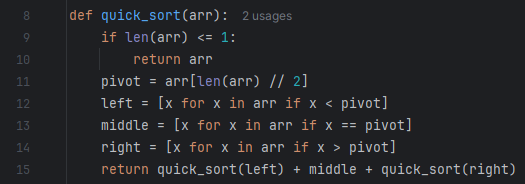 8 def quick_sort(arr): 2 usages
9 if len(arr) <= 1:
10 return arr
11 pivot = arr[len(arr) // 2]
12 left = [x for x in arr if x < pivot]
13 middle = [x for x in arr if x == pivot]
14 right = [x for x in arr if x > pivot]
15 return quick_sort(left) + middle + quick_sort(right)